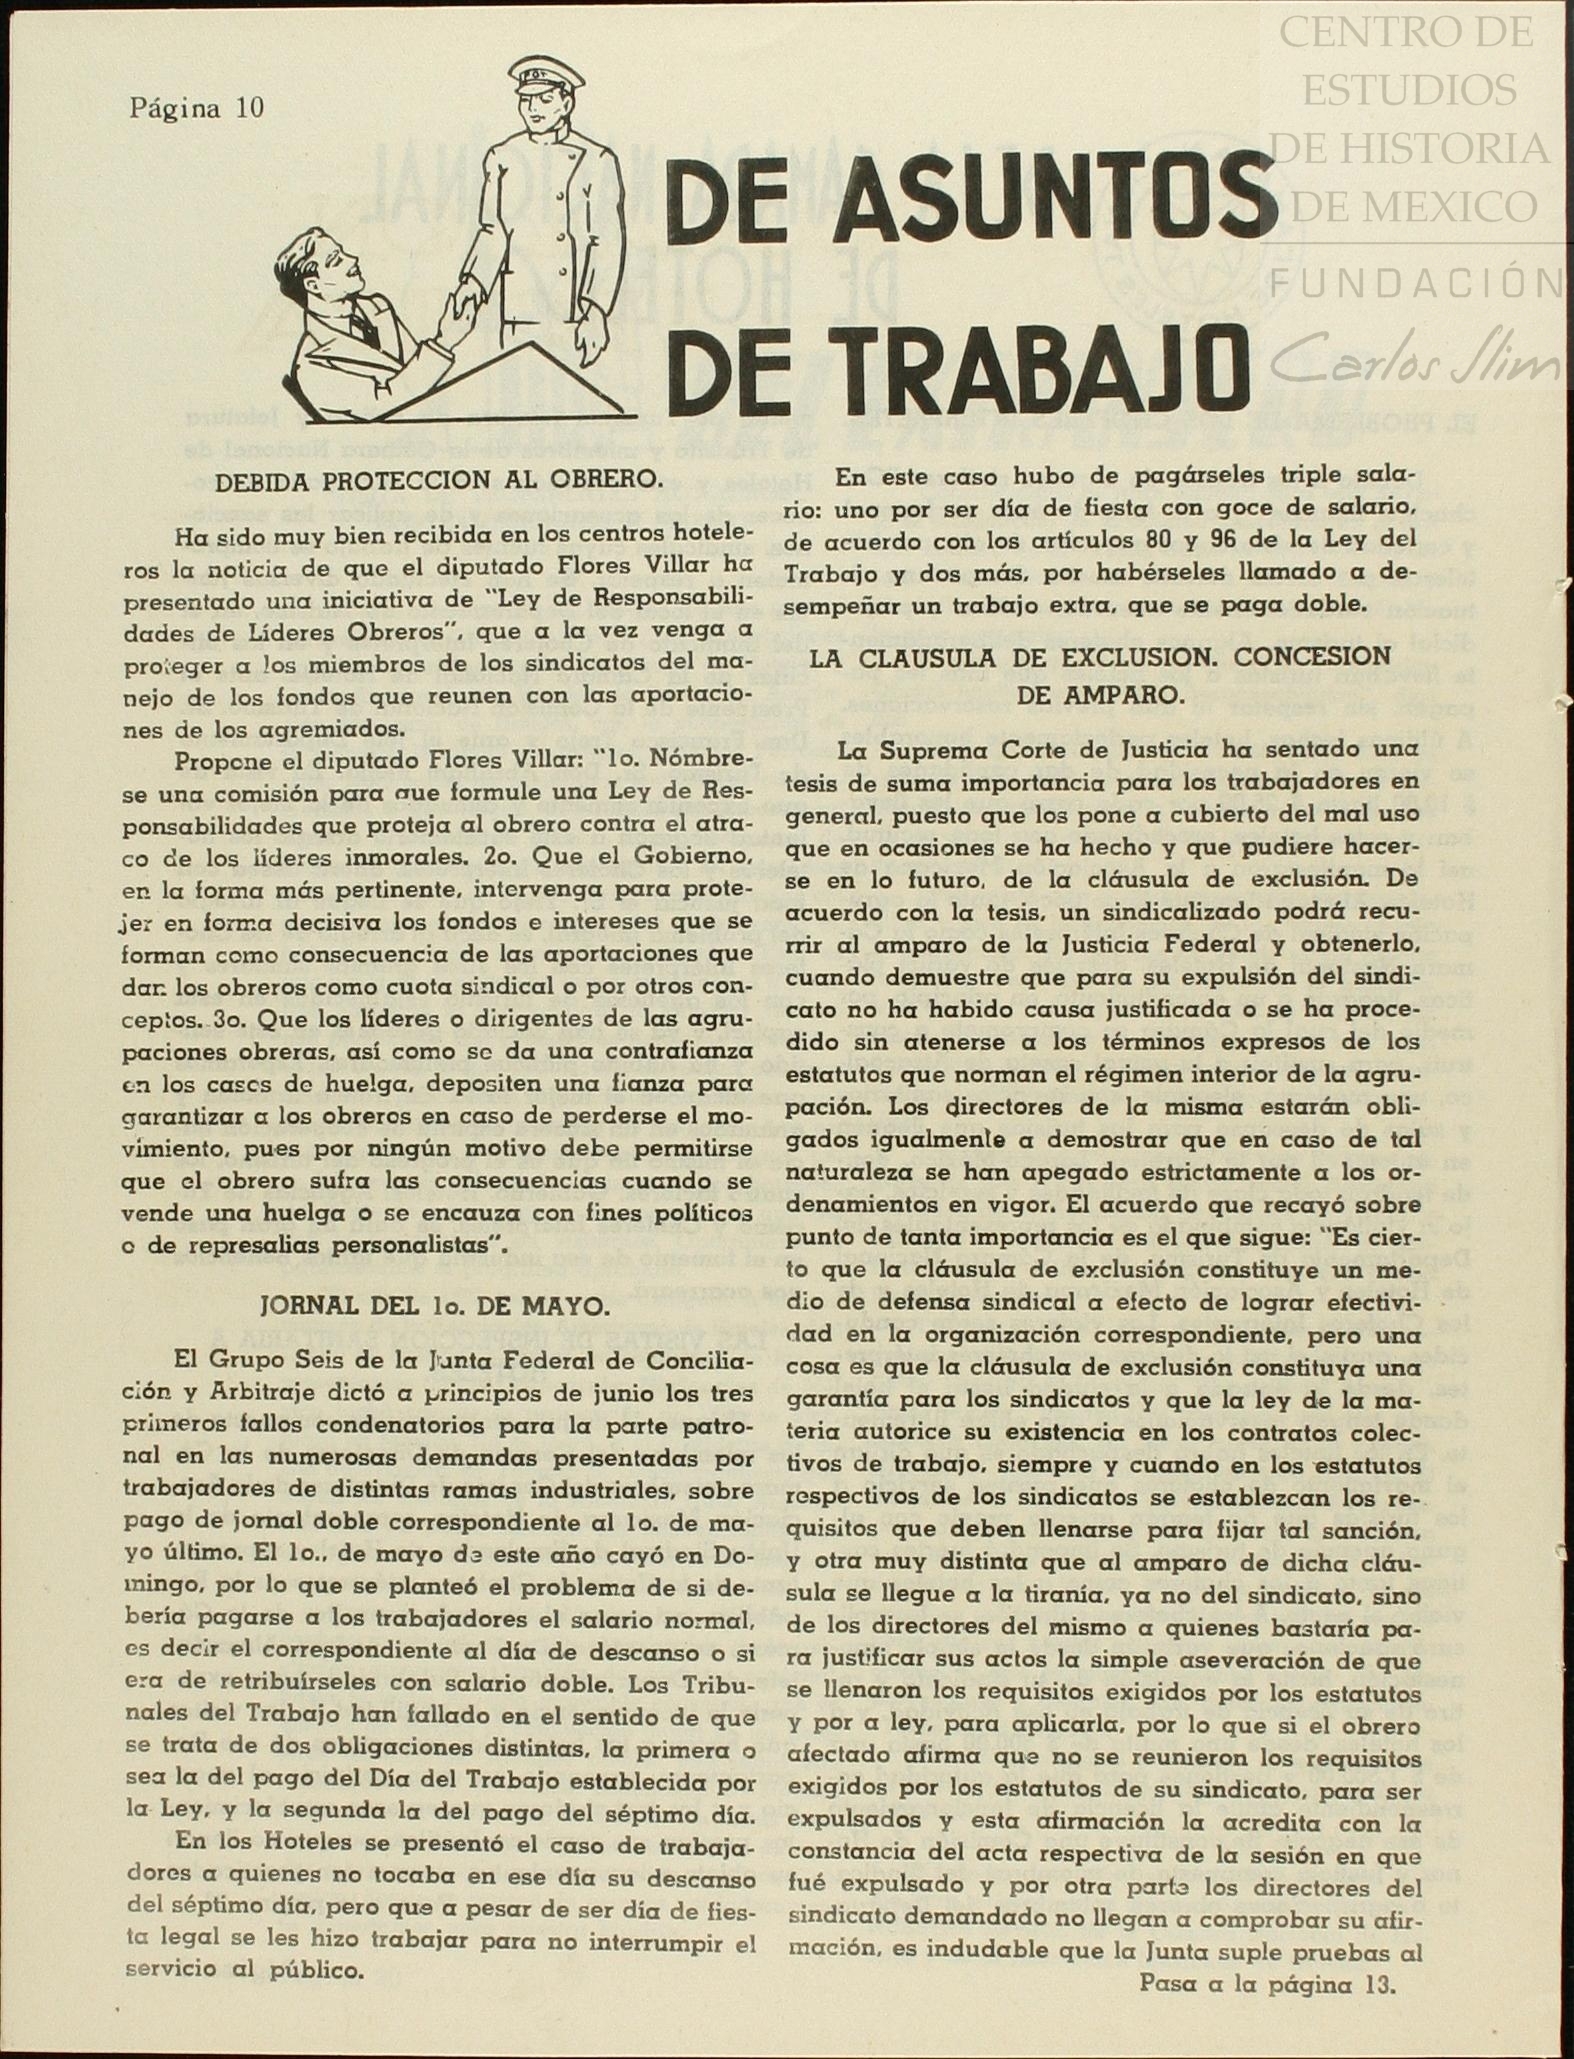 CENTRO DE
ESTUDIOS
DE HISTORIA
DE MEXICO
FUNDACIÓN
Carlos Slim
Página 10
POT
DE ASUNTOS
DE TRABAJO
DEBIDA PROTECCION AL OBRERO.
Ha sido muy bien recibida en los centros hotele-
ros la noticia de que el diputado Flores Villar ha
presentado una iniciativa de "Ley de Responsabili-
dades de Líderes Obreros", que a la vez venga a
proteger a los miembros de los sindicatos del ma-
nejo de los fondos que reunen con las aportacio-
nes de los agremiados.
Propone el diputado Flores Villar: "1o. Nómbre-
se una comisión para que formule una Ley de Res-
ponsabilidades que proteja al obrero contra el atra-
co de los líderes inmorales. 2o. Que el Gobierno,
en la forma más pertinente, intervenga para prote-
jer en forma decisiva los fondos e intereses que se
forman como consecuencia de las aportaciones que
dan los obreros como cuota sindical o por otros con-
ceptos. 3o. Que los líderes o dirigentes de las agru-
paciones obreras, así como se da una contrafianza
en los casos de huelga, depositen una fianza para
garantizar a los obreros en caso de perderse el mo-
vimiento, pues por ningún motivo debe permitirse
que el obrero sufra las consecuencias cuando se
vende una huelga o se encauza con fines políticos
o de represalias personalistas".
JORNAL DEL 1o. DE MAYO.
El Grupo Seis de la Junta Federal de Concilia-
ción y Arbitraje dictó a principios de junio los tres
primeros fallos condenatorios para la parte patro-
nal en las numerosas demandas presentadas por
trabajadores de distintas ramas industriales, sobre
pago de jornal doble correspondiente al 1o. de ma-
yo último. El 1o., de mayo de este año cayó en Do-
mingo, por lo que se planteó el problema de si de-
bería pagarse a los trabajadores el salario normal,
es decir el correspondiente al día de descanso o si
era de retribuírseles con salario doble. Los Tribu-
nales del Trabajo han fallado en el sentido de que
se trata de dos obligaciones distintas, la primera o
sea la del pago del Día del Trabajo establecida por
la Ley, y la segunda la del pago del séptimo día.
En los Hoteles se presentó el caso de trabaja-
dores a quienes no tocaba en ese día su descanso
del séptimo día, pero que a pesar de ser día de fies-
ta legal se les hizo trabajar para no interrumpir el
servicio al público.
En este caso hubo de pagárseles triple sala-
rio: uno por ser día de fiesta con goce de salario,
de acuerdo con los artículos 80 y 96 de la Ley del
Trabajo y dos más, por habérseles llamado a de-
sempeñar un trabajo extra, que se paga doble.
LA CLAUSULA DE EXCLUSION. CONCESION
DE AMPARO.
La Suprema Corte de Justicia ha sentado una
tesis de suma importancia para los trabajadores en
general, puesto que los pone a cubierto del mal uso
que en ocasiones se ha hecho y que pudiere hacer-
se en lo futuro, de la cláusula de exclusión. De
acuerdo con la tesis, un sindicalizado podrá recu-
rrir al amparo de la Justicia Federal y obtenerlo,
cuando demuestre que para su expulsión del sindi-
cato no ha habido causa justificada o se ha proce-
dido sin atenerse a los términos expresos de los
estatutos que norman el régimen interior de la agru-
pación. Los directores de la misma estarán obli-
gados igualmente a demostrar que en caso de tal
naturaleza se han apegado estrictamente a los or-
denamientos en vigor. El acuerdo que recayó sobre
punto de tanta importancia es el que sigue: "Es cier-
to que la cláusula de exclusión constituye un me-
dio de defensa sindical a efecto de lograr efectivi-
dad en la organización correspondiente, pero una
cosa es que la cláusula de exclusión constituya una
garantía para los sindicatos y que la ley de la ma-
teria autorice su existencia en los contratos colec-
tivos de trabajo, siempre y cuando en los estatutos
respectivos de los sindicatos se establezcan los re-
quisitos que deben llenarse para fijar tal sanción,
y otra muy distinta que al amparo de dicha cláu-
sula se llegue a la tiranía, ya no del sindicato, sino
de los directores del mismo a quienes bastaría pa-
ra justificar sus actos la simple aseveración de que
se llenaron los requisitos exigidos por los estatutos
y por a ley, para aplicarla, por lo que si el obrero
afectado afirma que no se reunieron los requisitos
exigidos por los estatutos de su sindicato, para ser
expulsados y esta afirmación la acredita con la
constancia del acta respectiva de la sesión en que
fué expulsado y por otra parte los directores del
sindicato demandado no llegan a comprobar su afir-
mación, es indudable que la Junta suple pruebas al
Pasa a la página 13.